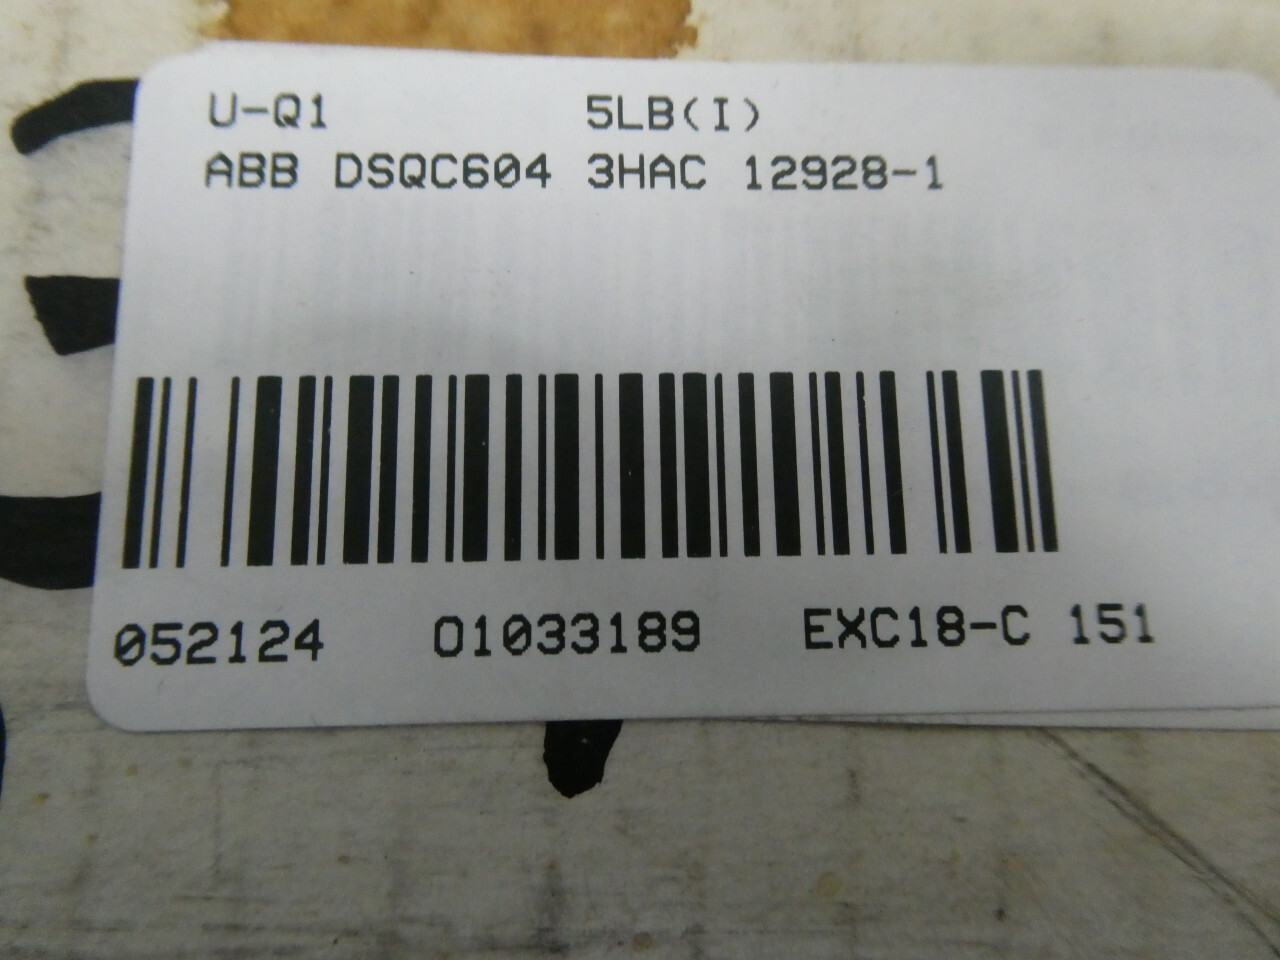 U-Q1 5LB(I)
ABB DSQC604 3HAC 12928-1
052124 01033189 EXC18-C 151